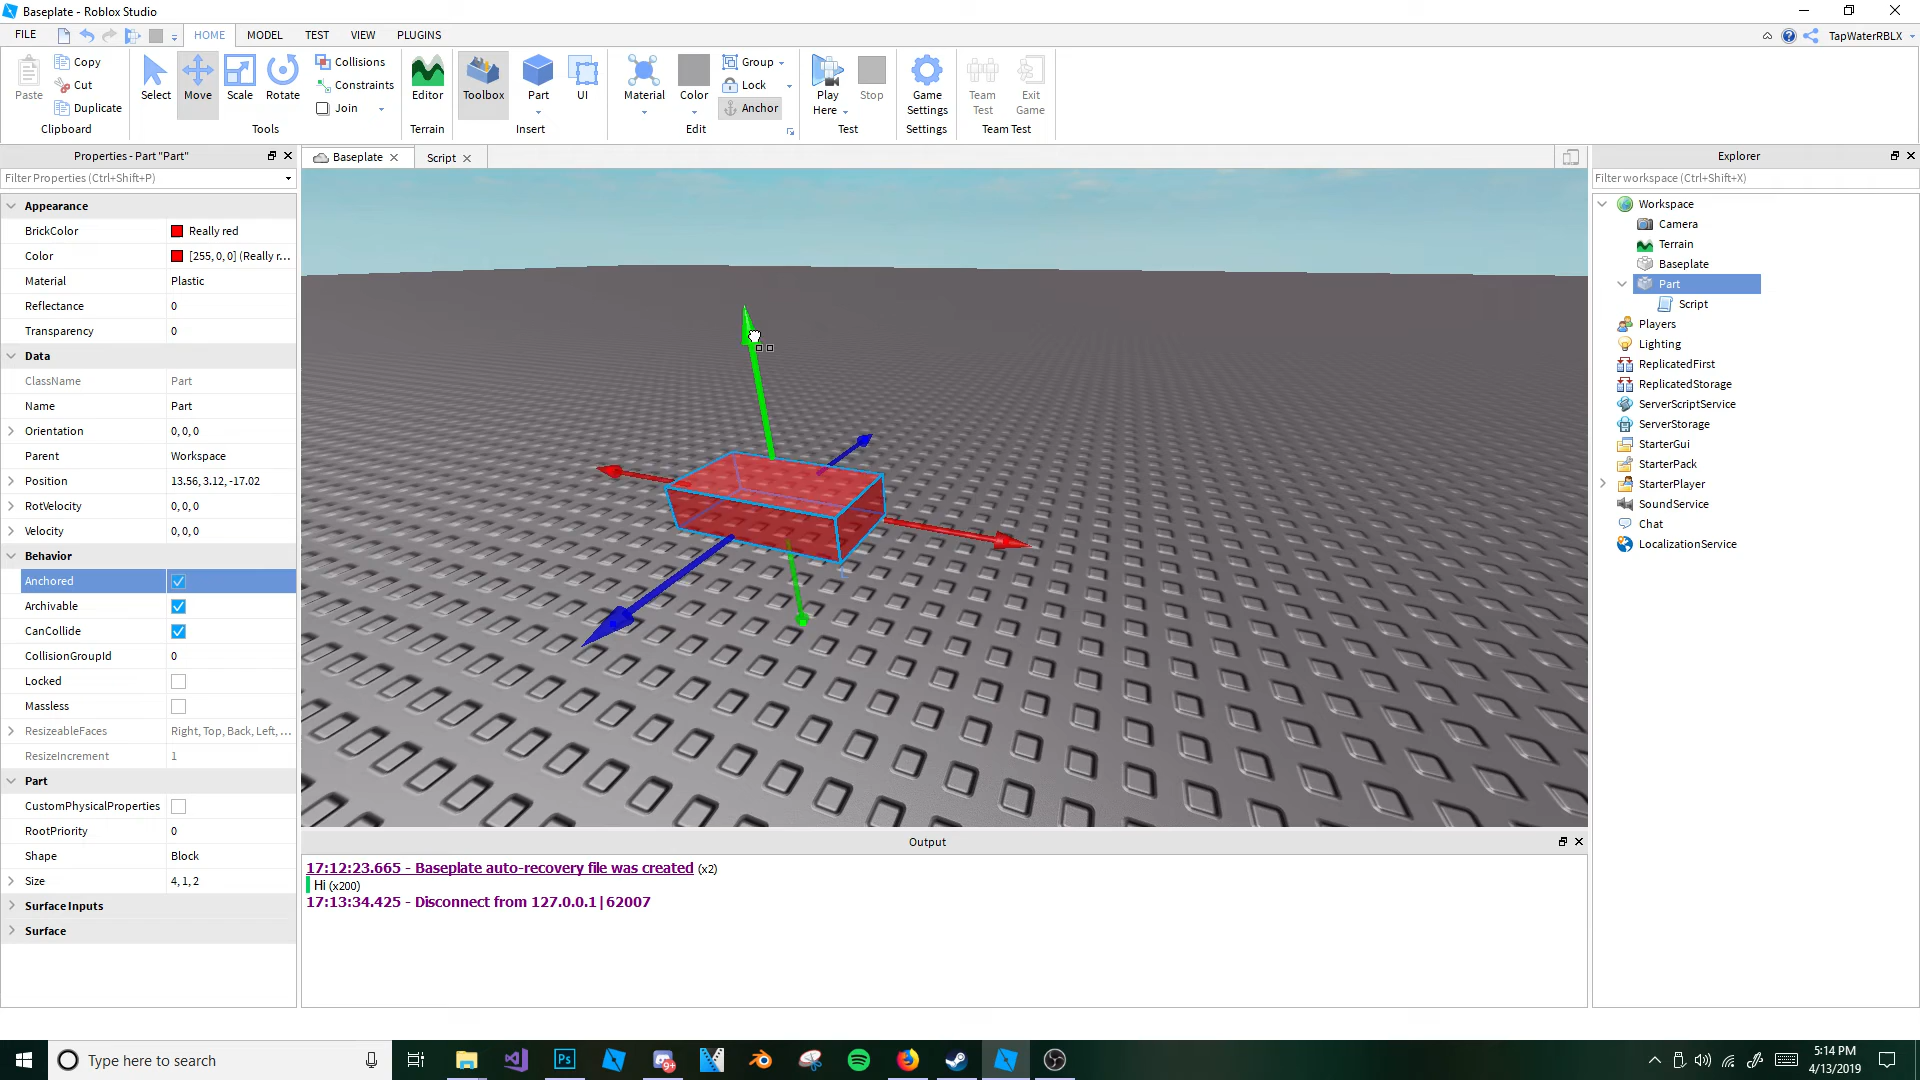 Baseplate - Roblox Studio
FILE
HOME
MODEL
TEST
VIEW
PLUGINS
TapWaterRBLX
Paste
Copy
Cut
Duplicate
Clipboard
Select
Move
Scale
Rotate
Collisions
Constraints
Join
Tools
Editor
Terrain
Toolbox
Part
UI
Insert
Material
Color
Group
Lock
Anchor
Edit
Play
Here
Stop
Test
Game
Settings
Settings
Team
Test
Exit
Game
Team Test
Properties - Part "Part"
Filter Properties (Ctrl+Shift+P)
Appearance
BrickColor Really red
Color [255, 0, 0] (Really r...
Material Plastic
Reflectance 0
Transparency 0
Data
ClassName Part
Name Part
Orientation 0, 0, 0
Parent Workspace
Position 13.56, 3.12, -17.02
RotVelocity 0, 0, 0
Velocity 0, 0, 0
Behavior
Anchored
Archivable
CanCollide
CollisionGroupId 0
Locked
Massless
ResizeableFaces Right, Top, Back, Left, ...
ResizeIncrement 1
Part
CustomPhysicalProperties
RootPriority 0
Shape Block
Size 4, 1, 2
Surface Inputs
Surface
Baseplate
Script
Output
17:12:23.665 - Baseplate auto-recovery file was created (x2)
Hi (x200)
17:13:34.425 - Disconnect from 127.0.0.1|62007
Explorer
Filter workspace (Ctrl+Shift+X)
Workspace
Camera
Terrain
Baseplate
Part
Script
Players
Lighting
ReplicatedFirst
ReplicatedStorage
ServerScriptService
ServerStorage
StarterGui
StarterPack
StarterPlayer
SoundService
Chat
LocalizationService
Type here to search
Ps
9+
5:14 PM
4/13/2019